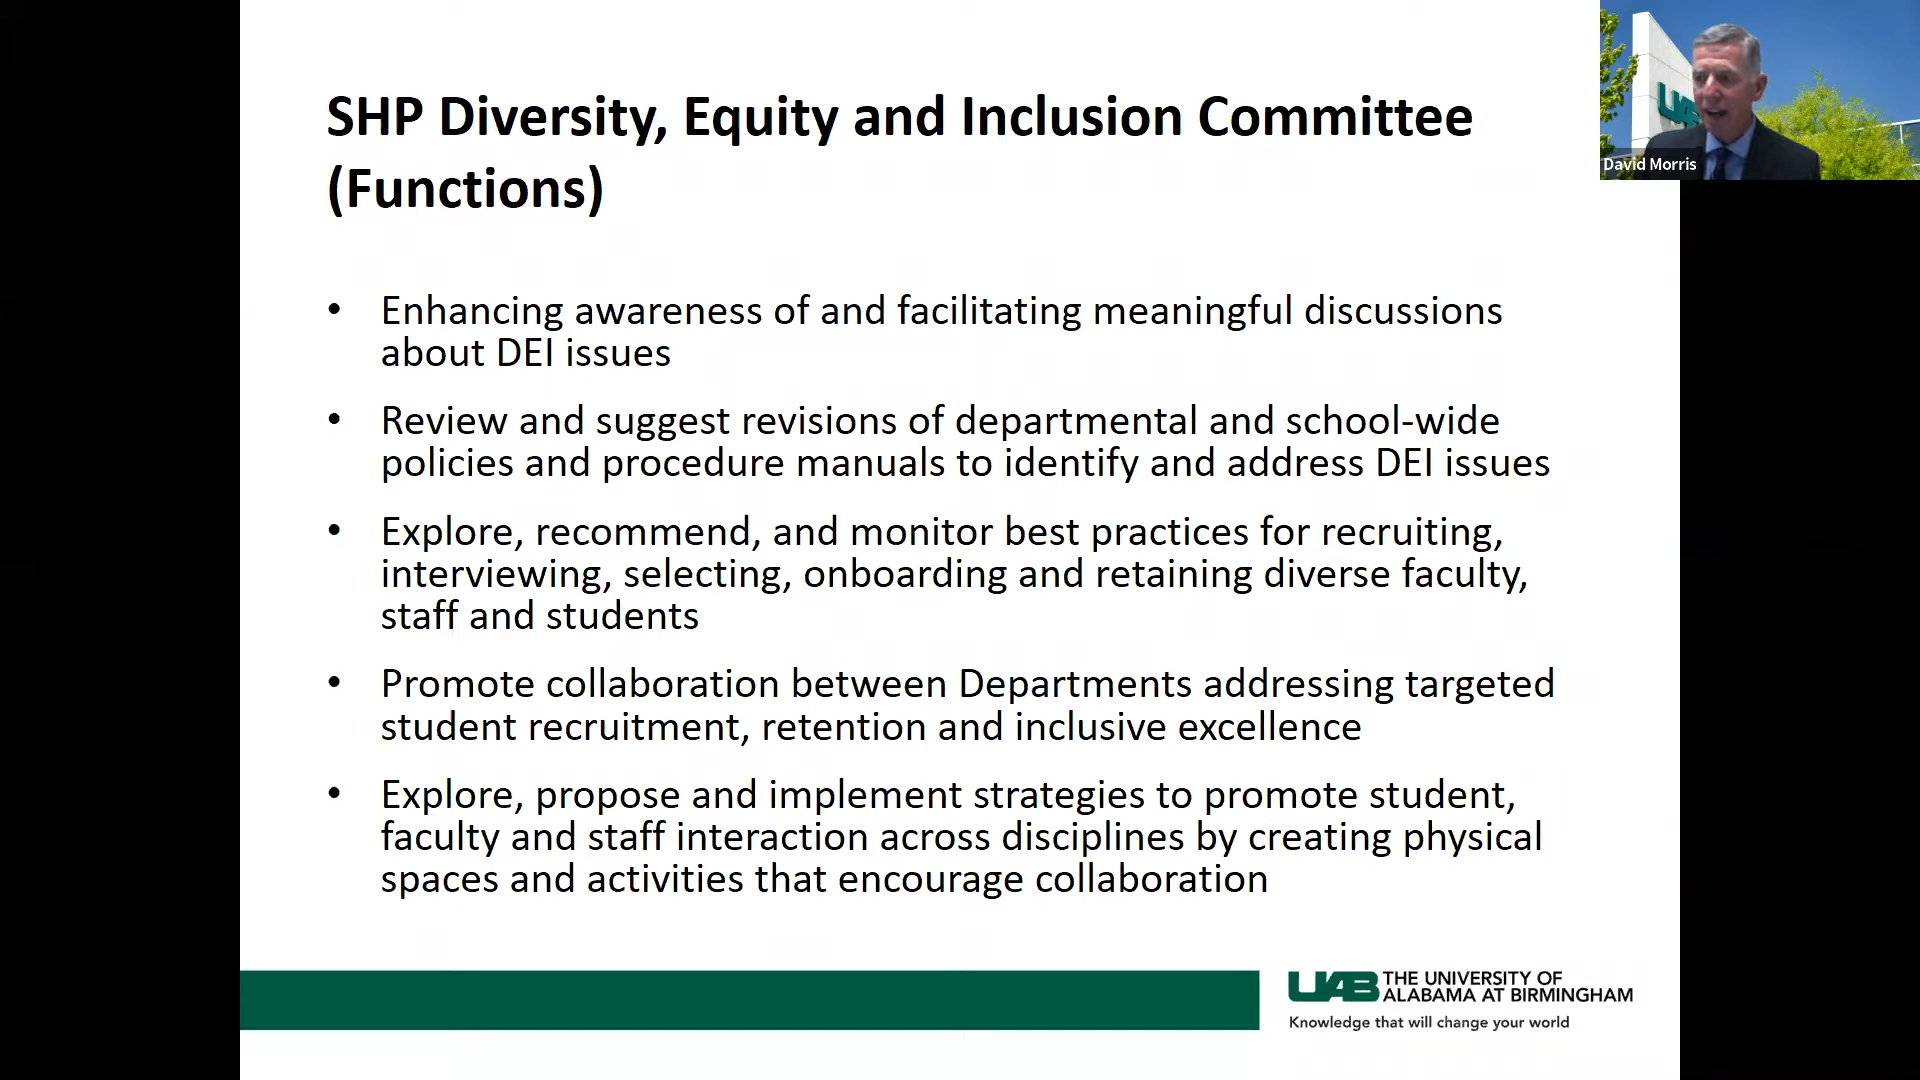 SHP Diversity, Equity and Inclusion Committee
(Functions)
• Enhancing awareness of and facilitating meaningful discussions
about DEI issues
• Review and suggest revisions of departmental and school-wide
policies and procedure manuals to identify and address DEI issues
• Explore, recommend, and monitor best practices for recruiting,
interviewing, selecting, onboarding and retaining diverse faculty,
staff and students
• Promote collaboration between Departments addressing targeted
student recruitment, retention and inclusive excellence
• Explore, propose and implement strategies to promote student,
faculty and staff interaction across disciplines by creating physical
spaces and activities that encourage collaboration
UAB THE UNIVERSITY OF
ALABAMA AT BIRMINGHAM
Knowledge that will change your world
UAB
David Morris